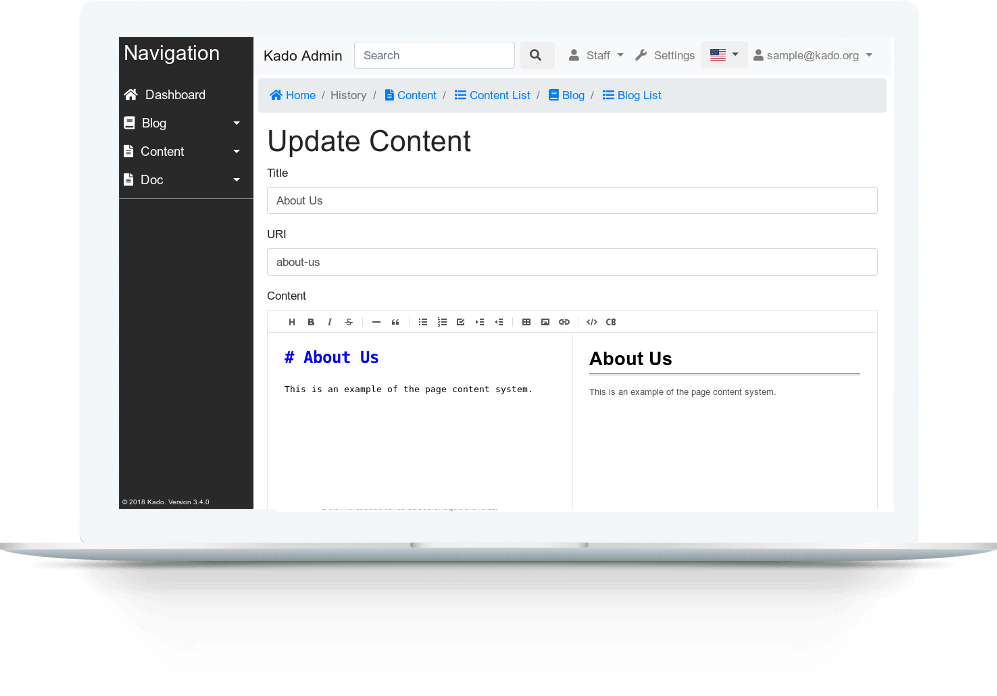 Navigation
Kado Admin
Search
Staff
Settings
sample@kado.org
Dashboard
Blog
Content
Doc
Home / History / Content / Content List / Blog / Blog List
Update Content
Title
About Us
URI
about-us
Content
H B I S CB
# About Us
This is an example of the page content system.
About Us
This is an example of the page content system.
© 2018 Kado. Version 3.4.0